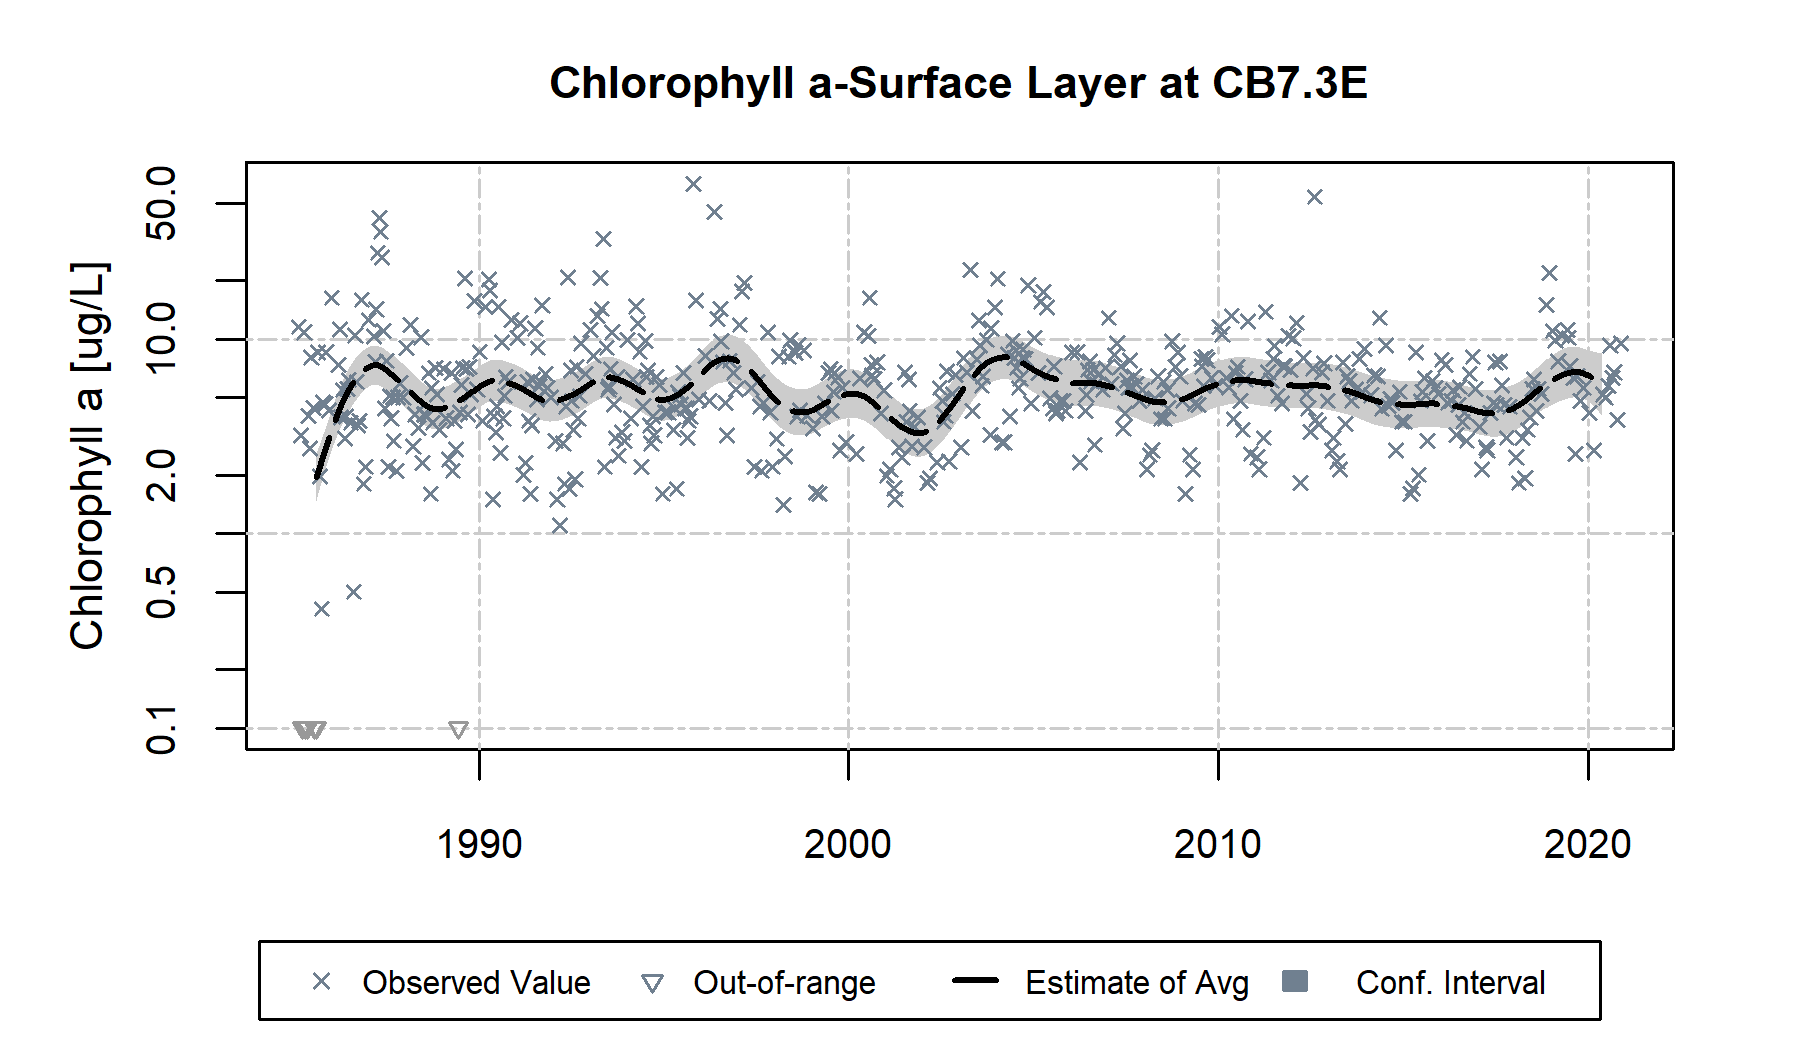 Chlorophyll a-Surface Layer at CB7.3E
Chlorophyll a [ug/L]
50.0
10.0
2.0
0.5
0.1
1990 2000 2010 2020
Observed Value Out-of-range Estimate of Avg Conf. Interval